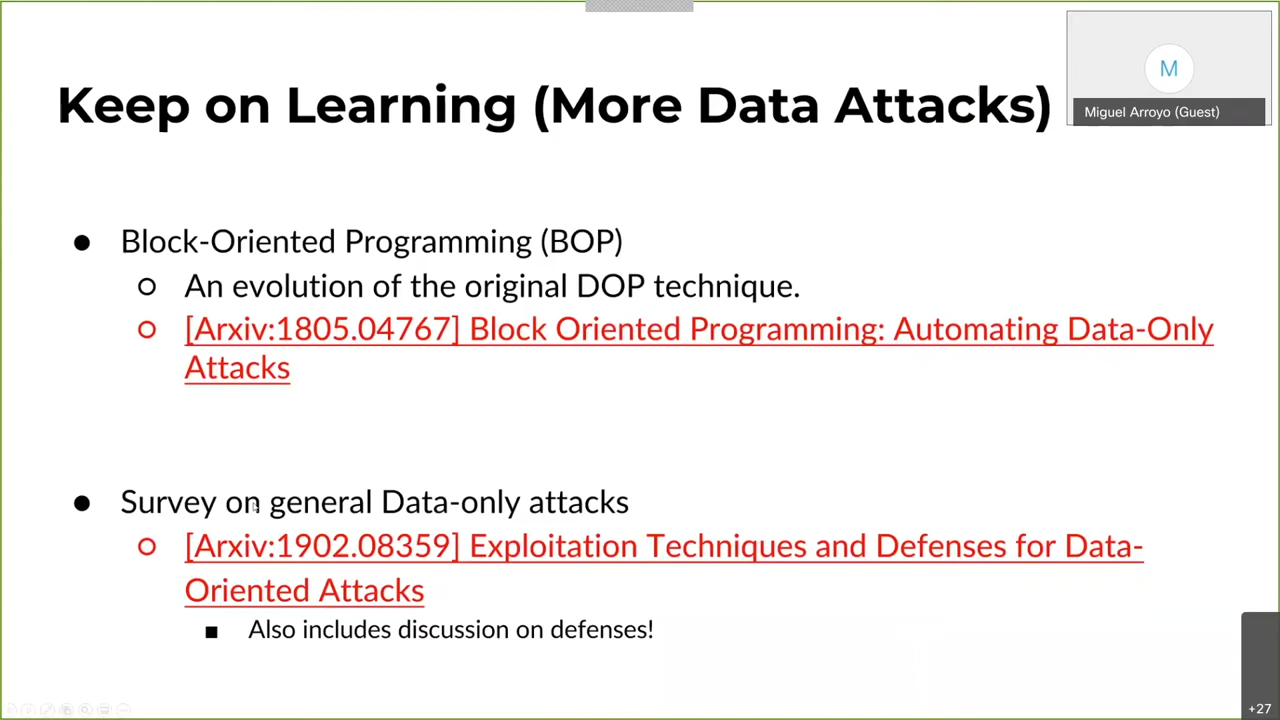 Keep on Learning (More Data Attacks)
M
Miguel Arroyo (Guest)
● Block-Oriented Programming (BOP)
○ An evolution of the original DOP technique.
○ [Arxiv:1805.04767] Block Oriented Programming: Automating Data-Only
Attacks
● Survey on general Data-only attacks
○ [Arxiv:1902.08359] Exploitation Techniques and Defenses for Data-
Oriented Attacks
■ Also includes discussion on defenses!
+27